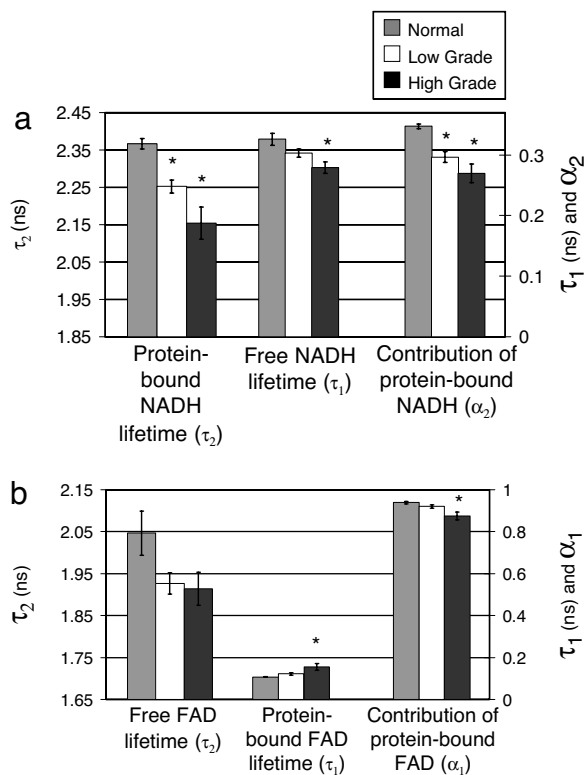 Normal
Low Grade
High Grade
a
2.45
2.35
2.25
2.15
2.05
1.95
1.85
τ2 (ns)
* * * * *
0.3
0.2
0.1
0
τ1 (ns) and α2
Protein-
bound
NADH
lifetime (τ2)
Free NADH
lifetime (τ1)
Contribution of
protein-bound
NADH (α2)
b
2.15
2.05
1.95
1.85
1.75
1.65
τ2 (ns)
* *
1
0.8
0.6
0.4
0.2
0
τ1 (ns) and α1
Free FAD
lifetime (τ2)
Protein-
bound FAD
lifetime (τ1)
Contribution of
protein-bound
FAD (α1)